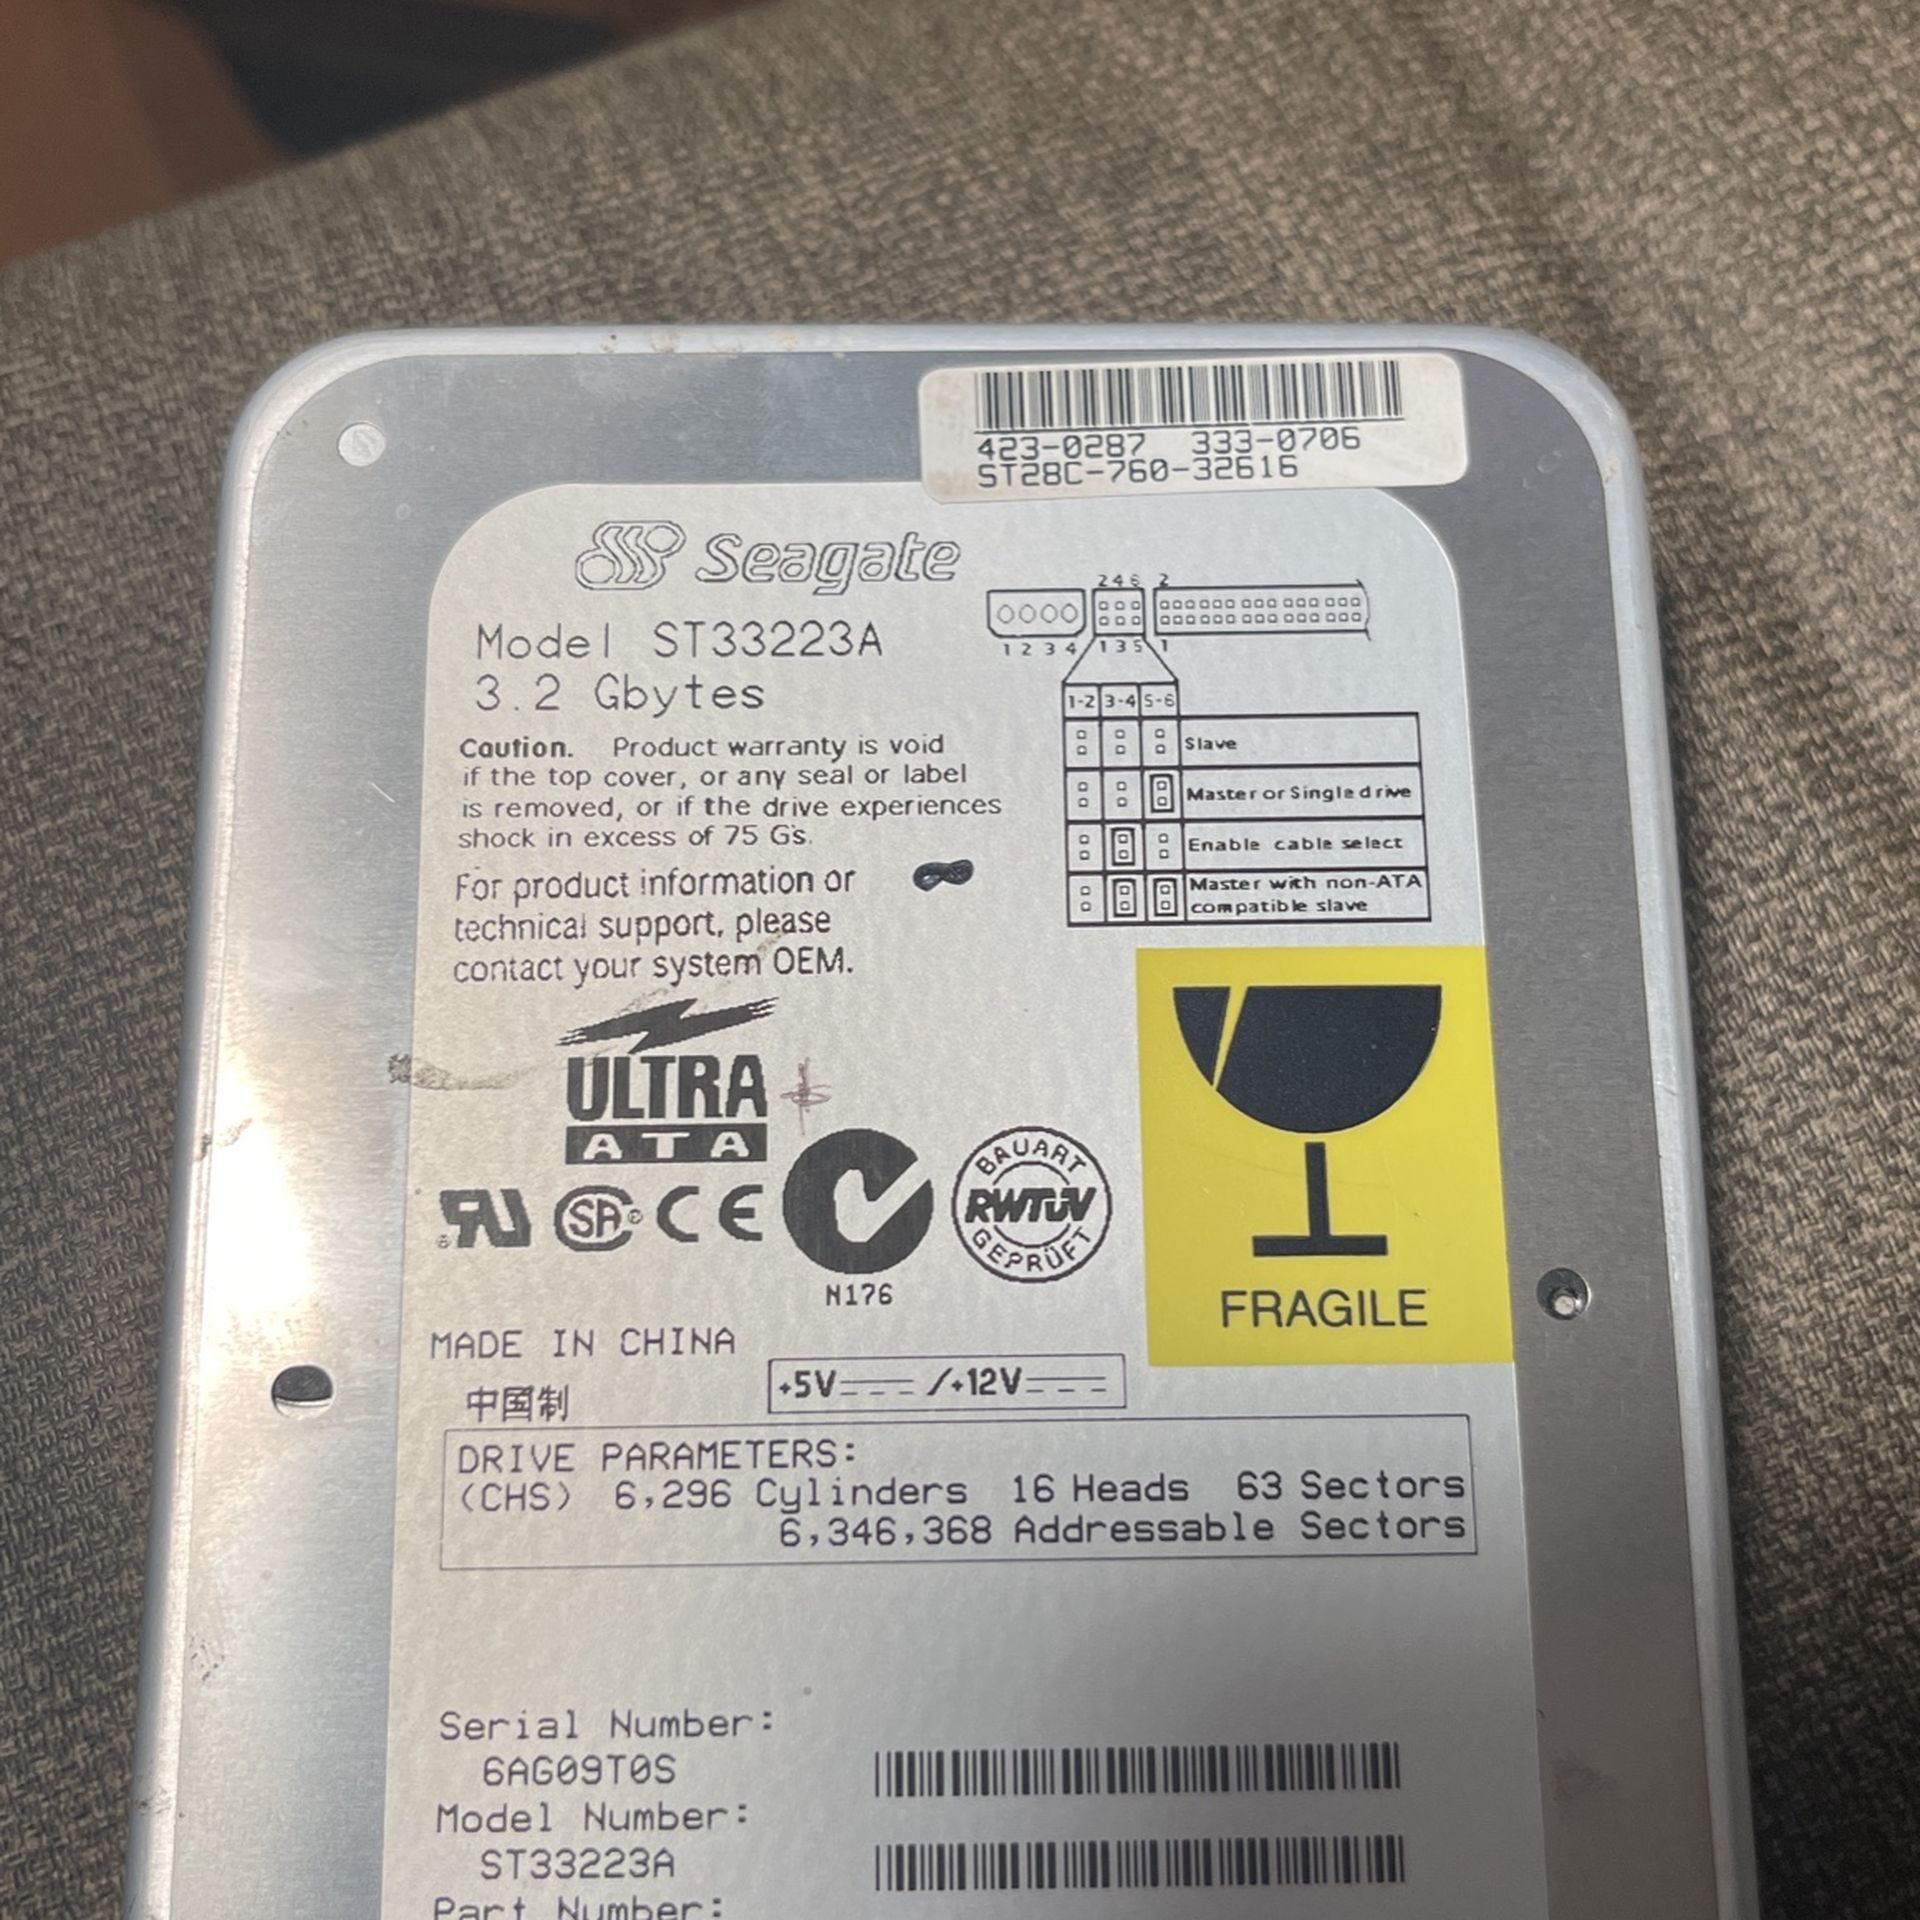 423-0287 333-0706
ST28C-760-32616
Seagate
Model ST33223A
3.2 Gbytes
2 4 6 2
1 2 3 4 1 3 5 1
1-2 3-4 5-6
Slave
Master or Single drive
Enable cable select
Master with non-ATA
compatible slave
Caution. Product warranty is void
if the top cover, or any seal or label
is removed, or if the drive experiences
shock in excess of 75 G's.
For product information or
technical support, please
contact your system OEM.
ULTRA
ATA
RU ® SA ® CE
N176
BAUART
RWTÜV
GEPRÜFT
FRAGILE
MADE IN CHINA
中国制
+5V /+12V
DRIVE PARAMETERS:
(CHS) 6,296 Cylinders 16 Heads 63 Sectors
6,346,368 Addressable Sectors
Serial Number:
6AG09T0S
Model Number:
ST33223A
Part Number: